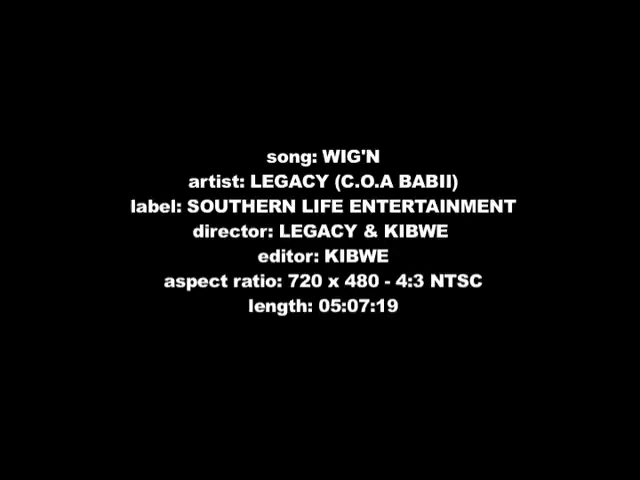 song: WIG'N
artist: LEGACY (C.O.A BABII)
label: SOUTHERN LIFE ENTERTAINMENT
director: LEGACY & KIBWE
editor: KIBWE
aspect ratio: 720 x 480 - 4:3 NTSC
length: 05:07:19